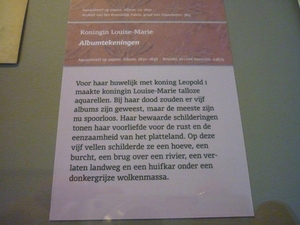 Koningin Louise-Marie
Albumtekeningen
Voor haar huwelijk met koning Leopold I
maakte koningin Louise-Marie talloze
aquarellen. Bij haar dood zouden er vijf
albums zijn geweest, maar de meeste zijn
nu spoorloos. Haar bewaarde schilderingen
tonen haar voorliefde voor de rust en de
eenzaamheid van het platteland. Op deze
vijf vellen schilderde ze een hoeve, een
burcht, een brug over een rivier, een ver-
laten landweg en een huifkar onder een
donkergrijze wolkenmassa.